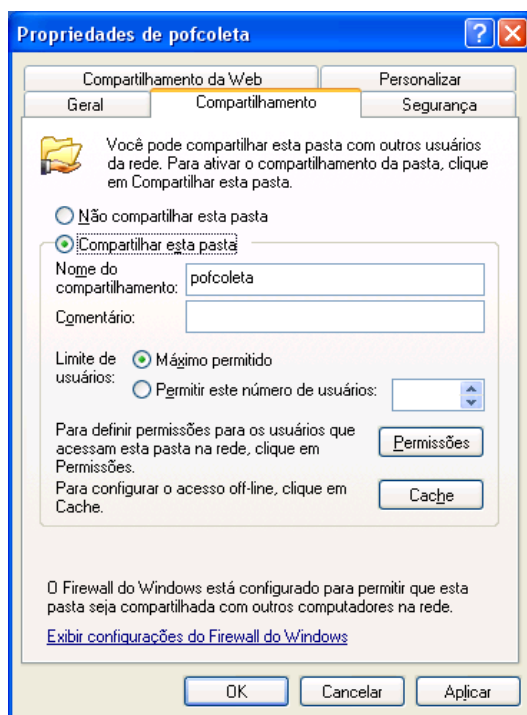 Propriedades de pofcoleta
Compartilhamento da Web
Personalizar
Geral
Compartilhamento
Segurança
Você pode compartilhar esta pasta com outros usuários
da rede. Para ativar o compartilhamento da pasta, clique
em Compartilhar esta pasta.
Não compartilhar esta pasta
Compartilhar esta pasta
Nome do
compartilhamento:
pofcoleta
Comentário:
Limite de
usuários:
Máximo permitido
Permitir este número de usuários:
Para definir permissões para os usuários que
acessam esta pasta na rede, clique em
Permissões.
Permissões
Para configurar o acesso off-line, clique em
Cache.
Cache
O Firewall do Windows está configurado para permitir que esta
pasta seja compartilhada com outros computadores na rede.
Exibir configurações do Firewall do Windows
OK
Cancelar
Aplicar